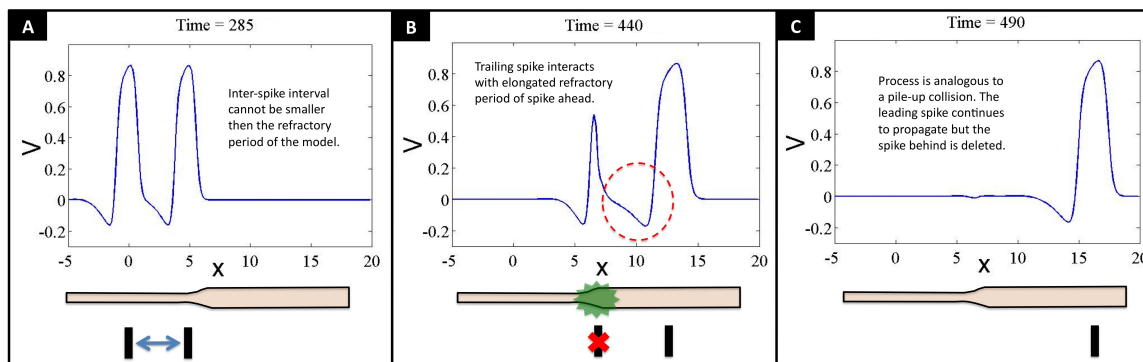 A
Time = 285
Inter-spike interval
cannot be smaller
then the refractory
period of the model.
V
0.8
0.6
0.4
0.2
0
-0.2
-5 0 5 10 15 20
X
B
Time = 440
Trailing spike interacts
with elongated refractory
period of spike ahead.
V
0.8
0.6
0.4
0.2
0
-0.2
-5 0 5 10 15 20
X
C
Time = 490
Process is analogous to
a pile-up collision. The
leading spike continues
to propagate but the
spike behind is deleted.
V
0.8
0.6
0.4
0.2
0
-0.2
-5 0 5 10 15 20
X